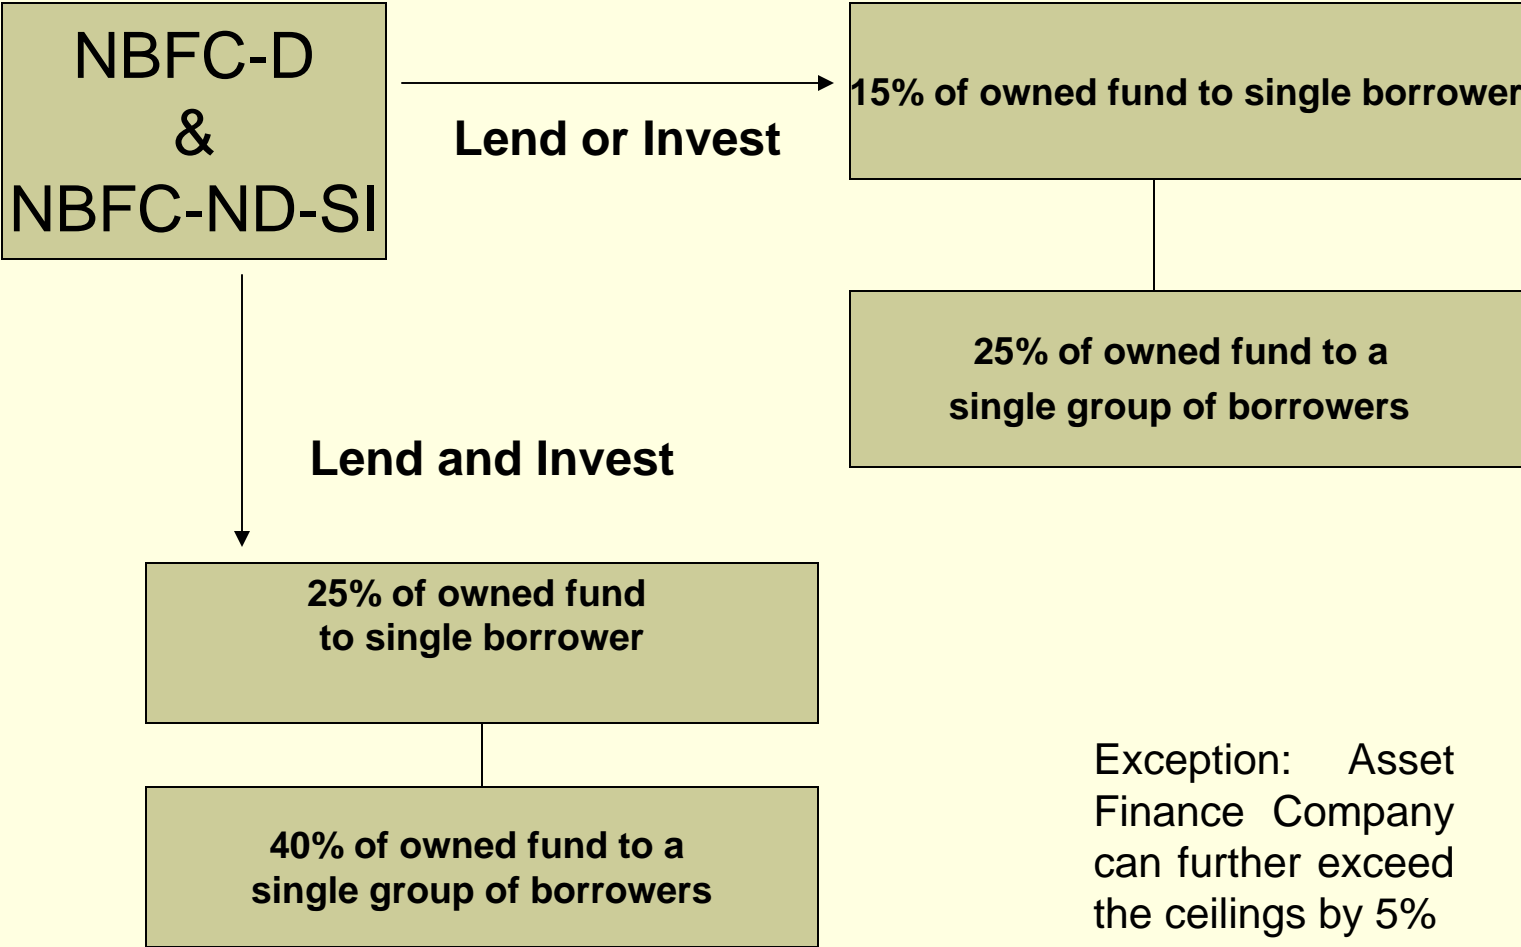 NBFC-D
&
NBFC-ND-SI
Lend or Invest
15% of owned fund to single borrower
25% of owned fund to a
single group of borrowers
Lend and Invest
25% of owned fund
to single borrower
40% of owned fund to a
single group of borrowers
Exception: Asset
Finance Company
can further exceed
the ceilings by 5%